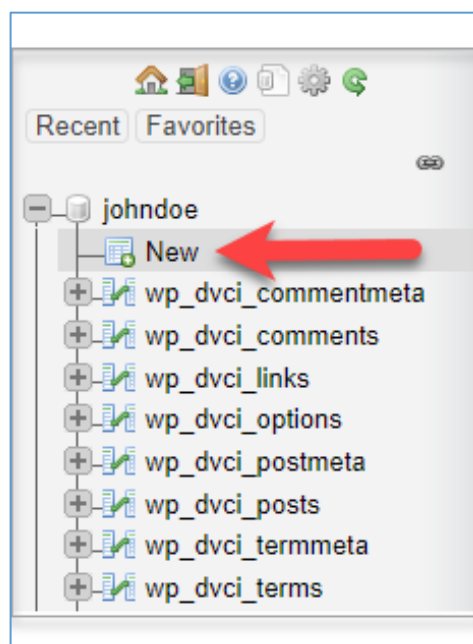 Recent Favorites
johndoe
New
wp_dvci_commentmeta
wp_dvci_comments
wp_dvci_links
wp_dvci_options
wp_dvci_postmeta
wp_dvci_posts
wp_dvci_termmeta
wp_dvci_terms